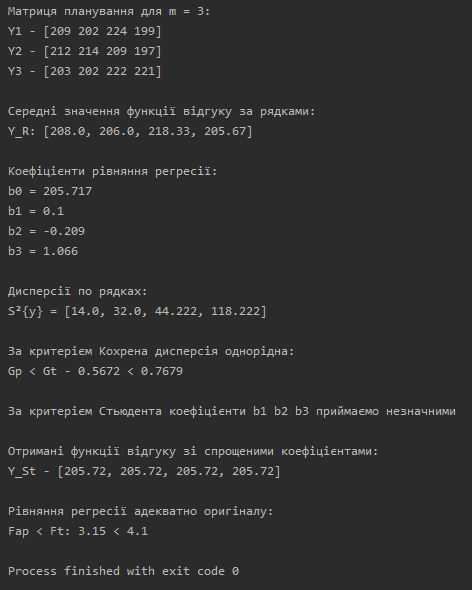 Матриця планування для m = 3:
Y1 - [209 202 224 199]
Y2 - [212 214 209 197]
Y3 - [203 202 222 221]
Середні значення функції відгуку за рядками:
Y_R: [208.0, 206.0, 218.33, 205.67]
Коефіцієнти рівняння регресії:
b0 = 205.717
b1 = 0.1
b2 = -0.209
b3 = 1.066
Дисперсії по рядках:
S²{y} = [14.0, 32.0, 44.222, 118.222]
За критерієм Кохрена дисперсія однорідна:
Gp < Gt - 0.5672 < 0.7679
За критерієм Стьюдента коефіцієнти b1 b2 b3 приймаємо незначними
Отримані функції відгуку зі спрощеними коефіцієнтами:
Y_St - [205.72, 205.72, 205.72, 205.72]
Рівняння регресії адекватно оригіналу:
Fap < Ft: 3.15 < 4.1
Process finished with exit code 0